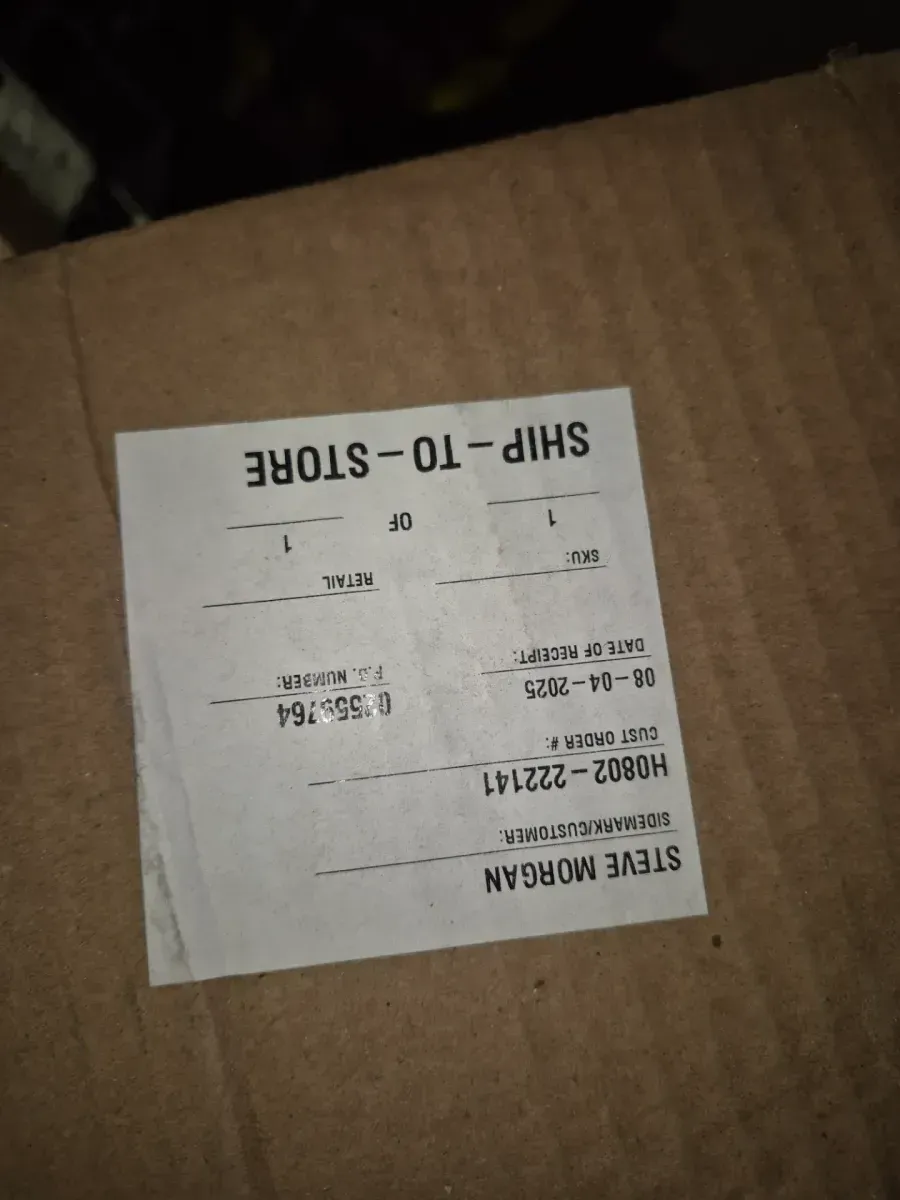 STEVE MORGAN
SIDEMARK/CUSTOMER:
H0802-222141
CUST ORDER #:
08-04-2025
DATE OF RECEIPT: NUMBER:
SKU: RETAIL
1 OF 1
SHIP-TO-STORE